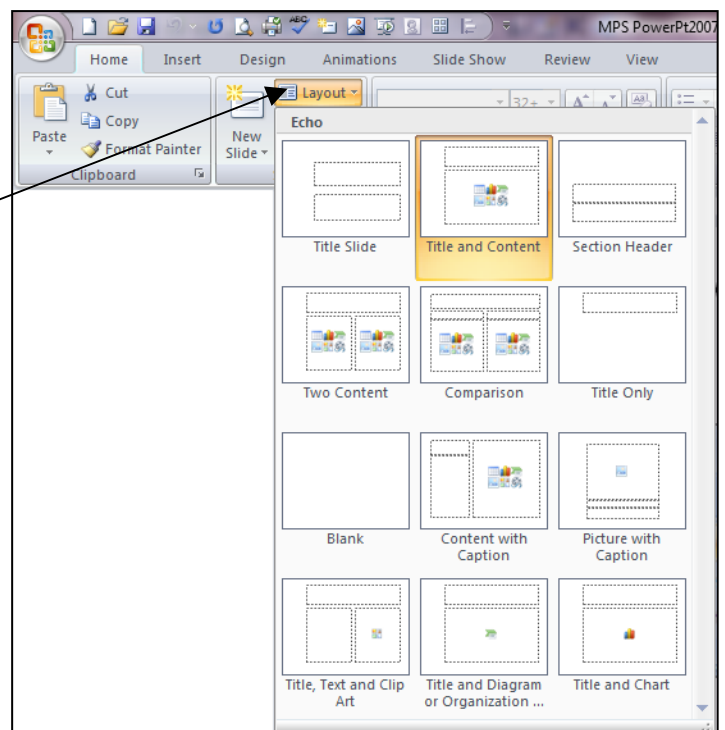 MPS PowerPt2007
Home Insert Design Animations Slide Show Review View
Cut
Copy
Format Painter
Paste
Clipboard
New
Slide
Layout
32+
Echo
Title Slide
Title and Content
Section Header
Two Content
Comparison
Title Only
Blank
Content with
Caption
Picture with
Caption
Title, Text and Clip
Art
Title and Diagram
or Organization ...
Title and Chart